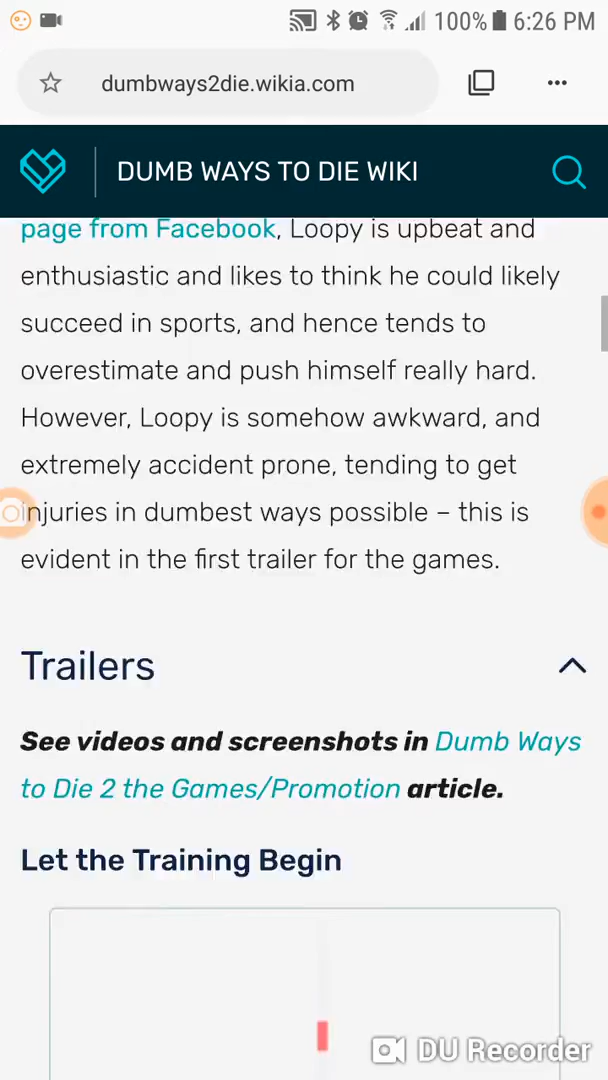 100% 6:26 PM
dumbways2die.wikia.com
DUMB WAYS TO DIE WIKI
page from Facebook, Loopy is upbeat and
enthusiastic and likes to think he could likely
succeed in sports, and hence tends to
overestimate and push himself really hard.
However, Loopy is somehow awkward, and
extremely accident prone, tending to get
injuries in dumbest ways possible – this is
evident in the first trailer for the games.
Trailers
See videos and screenshots in Dumb Ways
to Die 2 the Games/Promotion article.
Let the Training Begin
DU Recorder